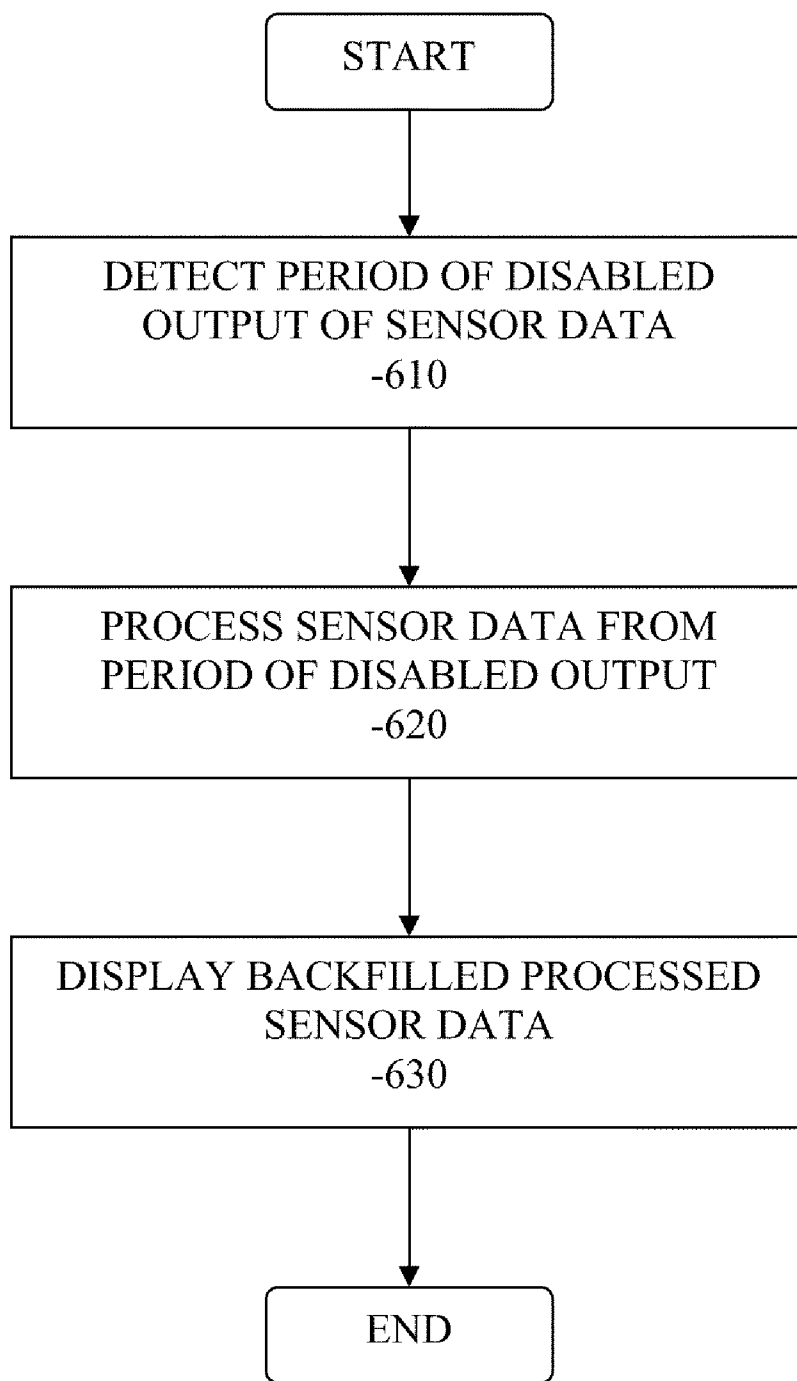 START
DETECT PERIOD OF DISABLED
OUTPUT OF SENSOR DATA
-610
PROCESS SENSOR DATA FROM
PERIOD OF DISABLED OUTPUT
-620
DISPLAY BACKFILLED PROCESSED
SENSOR DATA
-630
END